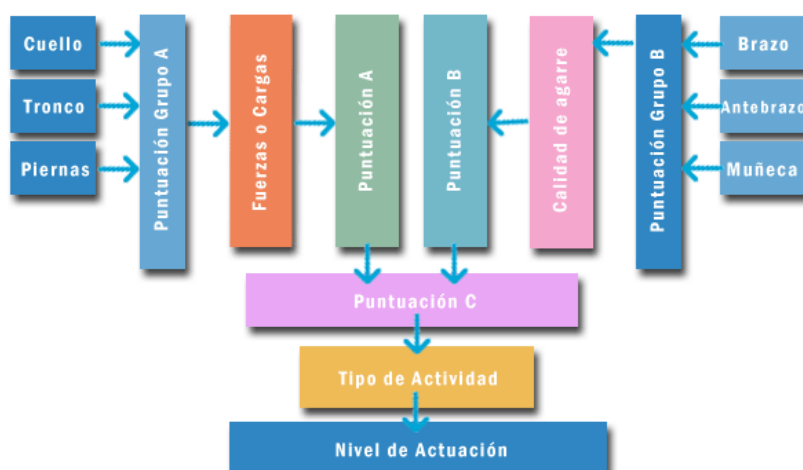 Cuello
Tronco
Piernas
Puntuación Grupo A
Fuerzas o Cargas
Puntuación A
Puntuación B
Calidad de agarre
Puntuación Grupo B
Brazo
Antebrazo
Muñeca
Puntuación C
Tipo de Actividad
Nivel de Actuación